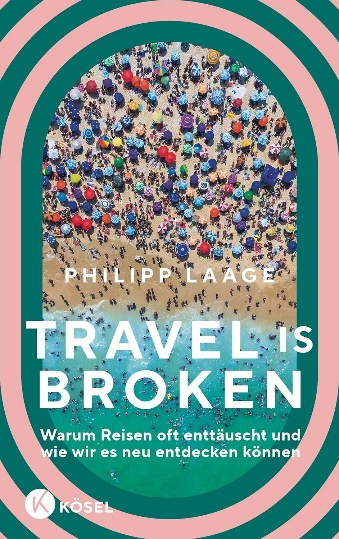 PHILIPP LAAGE
TRAVEL IS
BROKEN
Warum Reisen oft enttäuscht und
wie wir es neu entdecken können
K KÖSEL